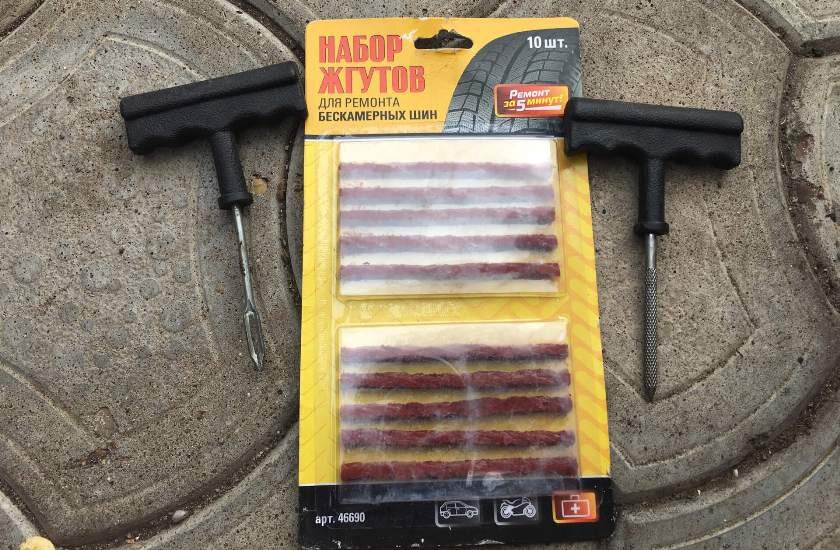 НАБОР
ЖГУТОВ
ДЛЯ РЕМОНТА
БЕСКАМЕРНЫХ ШИН
10 шт.
Ремонт
за 5 минут!
арт. 46690